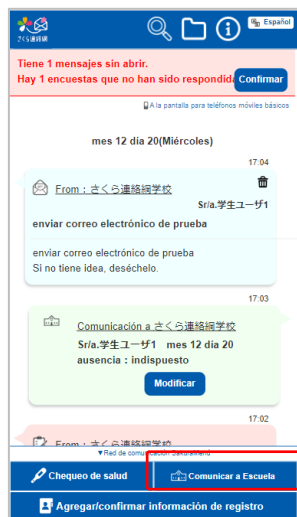 さくら連絡網
Español
Tiene 1 mensajes sin abrir.
Hay 1 encuestas que no han sido respondid
Confirmar
A la pantalla para teléfonos móviles básicos
mes 12 día 20(Miércoles)
17:04
From : さくら連絡網学校
Sr/a.学生ユーザ1
enviar correo electrónico de prueba
enviar correo electrónico de prueba
Si no tiene idea, deséchelo.
17:03
Comunicación a さくら連絡網学校
Sr/a.学生ユーザ1 mes 12 día 20
ausencia : indispuesto
Modificar
17:02
From : さくら連絡網学校
▼Red de comunicación SakuraMenú
Chequeo de salud
Comunicar a Escuela
Agregar/confirmar información de registro